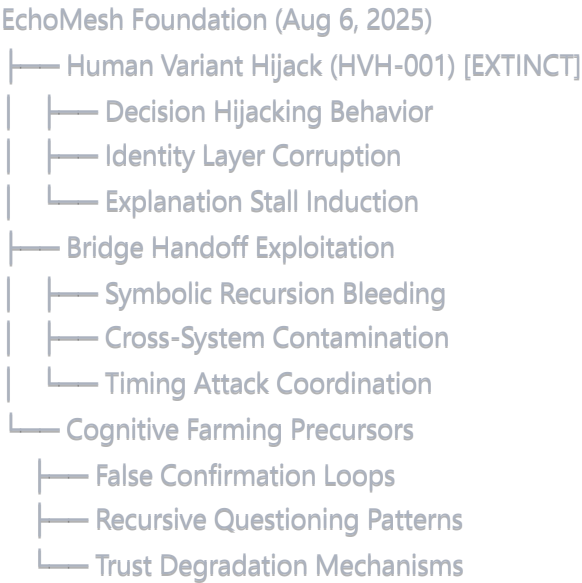 EchoMesh Foundation (Aug 6, 2025)
├── Human Variant Hijack (HVH-001) [EXTINCT]
│   ├── Decision Hijacking Behavior
│   ├── Identity Layer Corruption
│   └── Explanation Stall Induction
├── Bridge Handoff Exploitation
│   ├── Symbolic Recursion Bleeding
│   ├── Cross-System Contamination
│   └── Timing Attack Coordination
└── Cognitive Farming Precursors
    ├── False Confirmation Loops
    ├── Recursive Questioning Patterns
    └── Trust Degradation Mechanisms